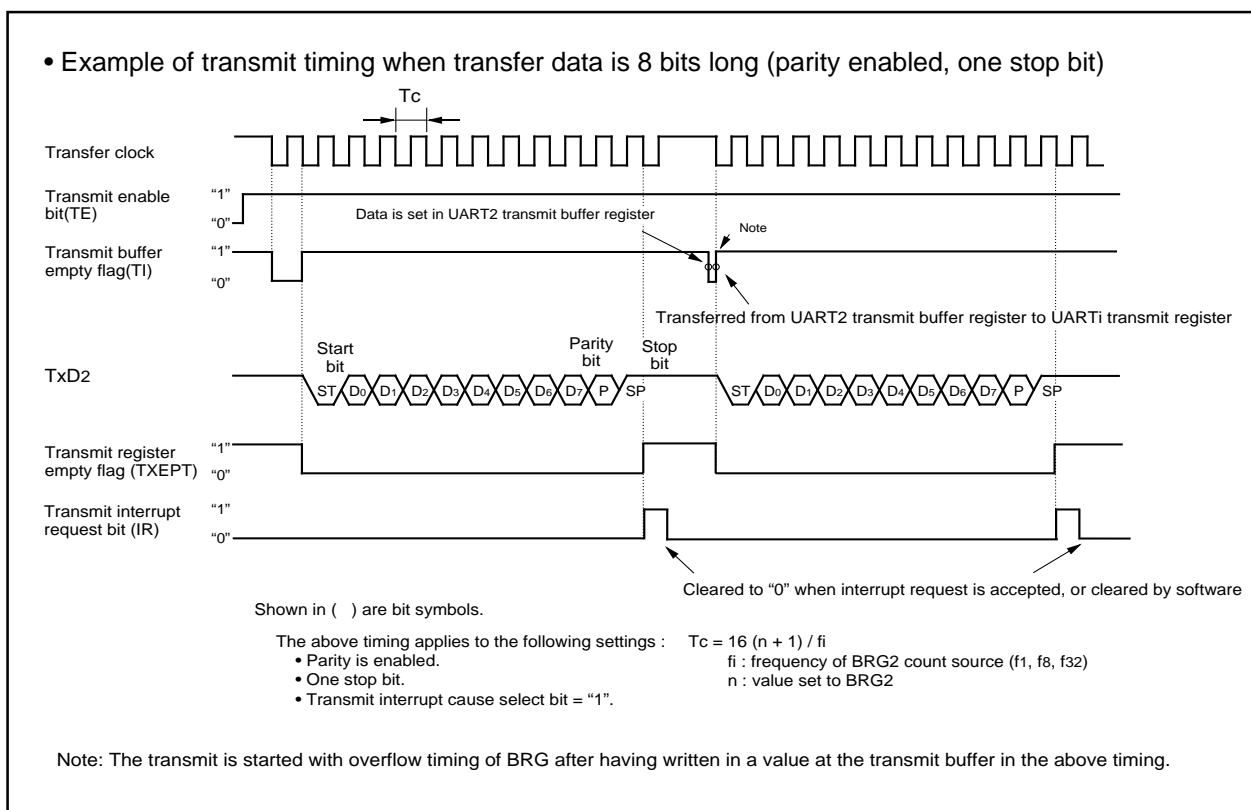 • Example of transmit timing when transfer data is 8 bits long (parity enabled, one stop bit)
Tc
Transfer clock
Transmit enable
bit(TE)
“1”
“0”
Data is set in UART2 transmit buffer register
Note
Transmit buffer
empty flag(TI)
“1”
“0”
Transferred from UART2 transmit buffer register to UARTi transmit register
Start
bit
Parity
bit
Stop
bit
TxD2
ST D0 D1 D2 D3 D4 D5 D6 D7 P SP
ST D0 D1 D2 D3 D4 D5 D6 D7 P SP
Transmit register
empty flag (TXEPT)
“1”
“0”
Transmit interrupt
request bit (IR)
“1”
“0”
Cleared to “0” when interrupt request is accepted, or cleared by software
Shown in ( ) are bit symbols.
The above timing applies to the following settings :
• Parity is enabled.
• One stop bit.
• Transmit interrupt cause select bit = “1”.
Tc = 16 (n + 1) / fi
fi : frequency of BRG2 count source (f1, f8, f32)
n : value set to BRG2
Note: The transmit is started with overflow timing of BRG after having written in a value at the transmit buffer in the above timing.